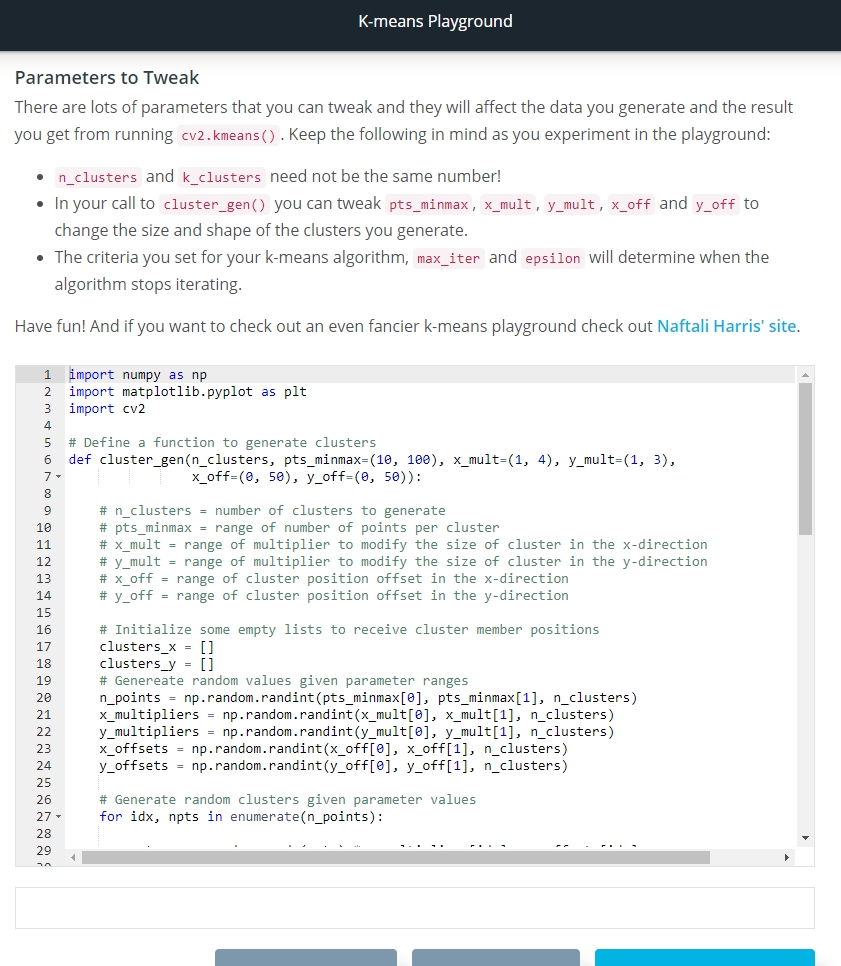 K-means Playground
Parameters to Tweak
There are lots of parameters that you can tweak and they will affect the data you generate and the result
you get from running cv2.kmeans() . Keep the following in mind as you experiment in the playground:
• n_clusters and k_clusters need not be the same number!
• In your call to cluster_gen() you can tweak pts_minmax , x_mult , y_mult , x_off and y_off to
change the size and shape of the clusters you generate.
• The criteria you set for your k-means algorithm, max_iter and epsilon will determine when the
algorithm stops iterating.
Have fun! And if you want to check out an even fancier k-means playground check out Naftali Harris' site.
1 import numpy as np
2 import matplotlib.pyplot as plt
3 import cv2
4
5 # Define a function to generate clusters
6 def cluster_gen(n_clusters, pts_minmax=(10, 100), x_mult=(1, 4), y_mult=(1, 3),
7 x_off=(0, 50), y_off=(0, 50)):
8
9 # n_clusters = number of clusters to generate
10 # pts_minmax = range of number of points per cluster
11 # x_mult = range of multiplier to modify the size of cluster in the x-direction
12 # y_mult = range of multiplier to modify the size of cluster in the y-direction
13 # x_off = range of cluster position offset in the x-direction
14 # y_off = range of cluster position offset in the y-direction
15
16 # Initialize some empty lists to receive cluster member positions
17 clusters_x = []
18 clusters_y = []
19 # Genereate random values given parameter ranges
20 n_points = np.random.randint(pts_minmax[0], pts_minmax[1], n_clusters)
21 x_multipliers = np.random.randint(x_mult[0], x_mult[1], n_clusters)
22 y_multipliers = np.random.randint(y_mult[0], y_mult[1], n_clusters)
23 x_offsets = np.random.randint(x_off[0], x_off[1], n_clusters)
24 y_offsets = np.random.randint(y_off[0], y_off[1], n_clusters)
25
26 # Generate random clusters given parameter values
27 for idx, npts in enumerate(n_points):
28
29